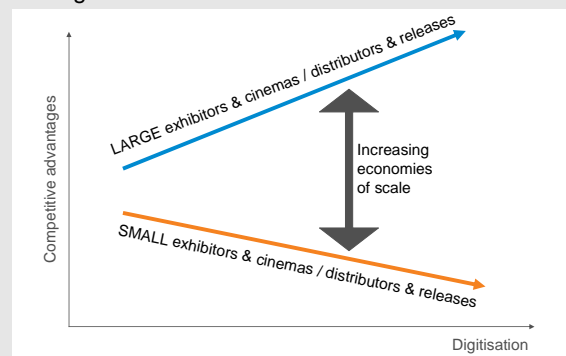 LARGE exhibitors & cinemas / distributors & releases
Competitive advantages
Increasing
economies
of scale
SMALL exhibitors & cinemas / distributors & releases
Digitisation